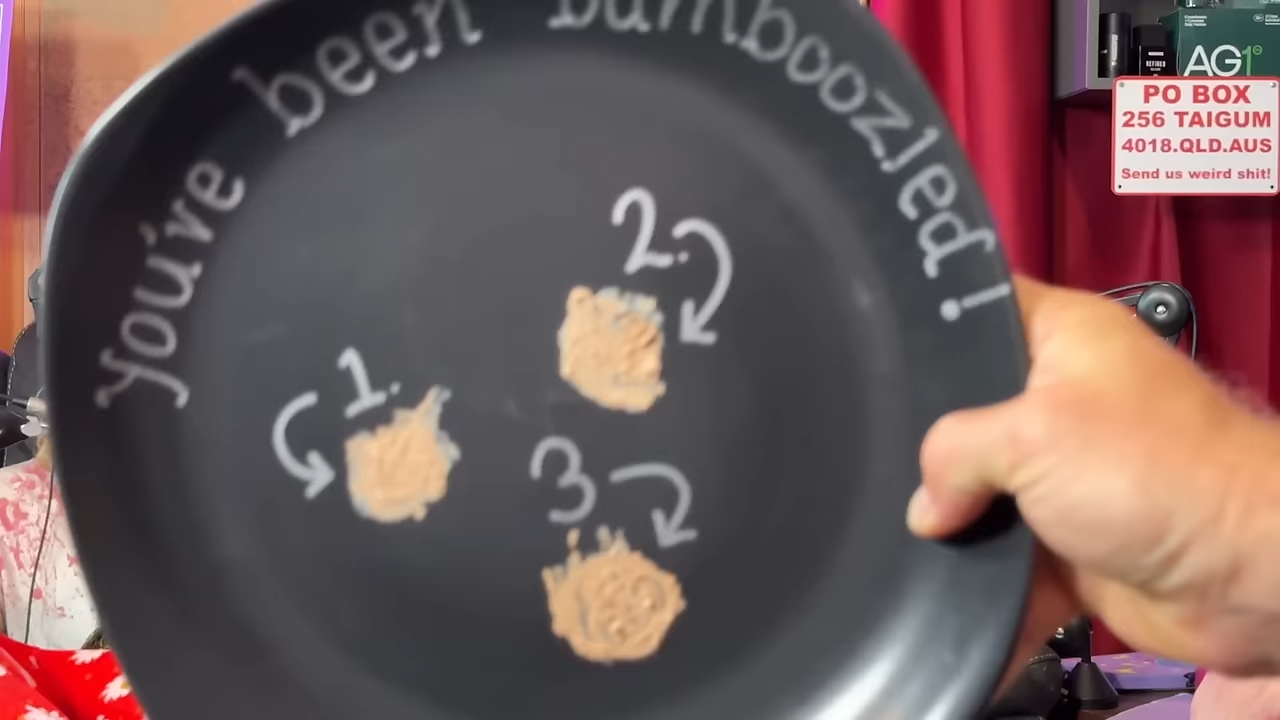 you've been bamboozled!
1.
2.
3
AG1
REFINED
PO BOX
256 TAIGUM
4018.QLD.AUS
Send us weird shit!